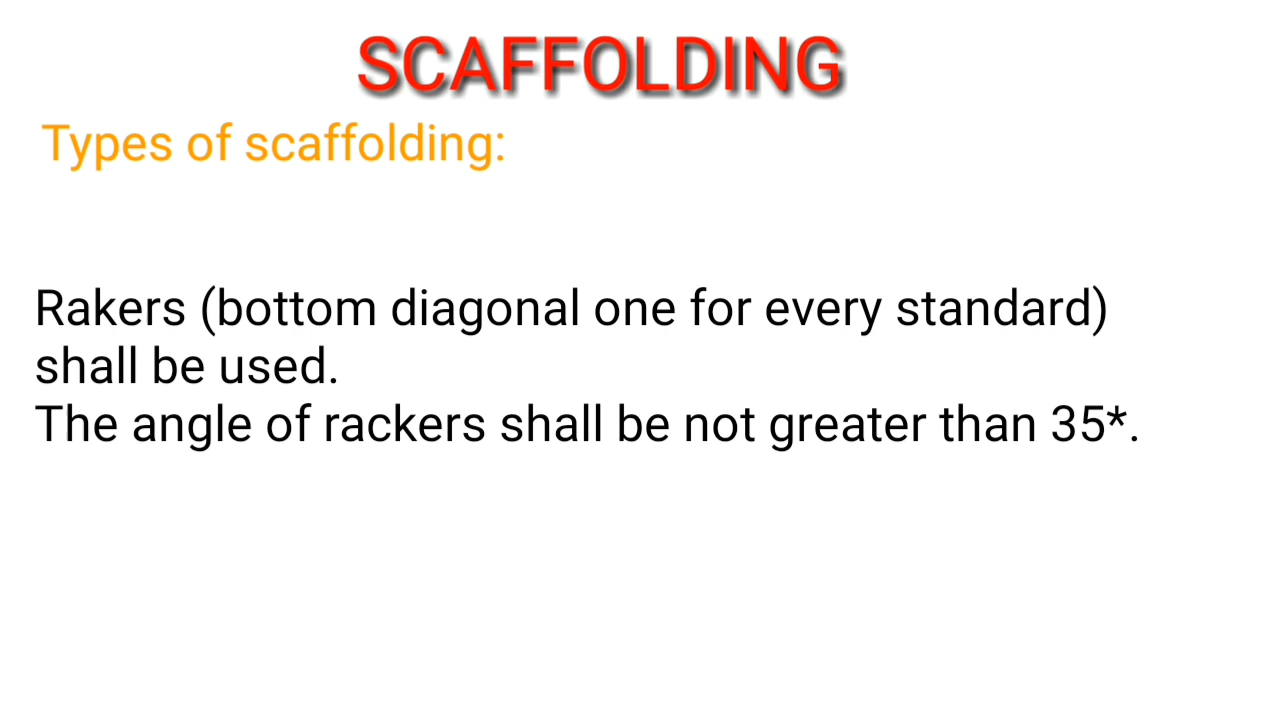 SCAFFOLDING
Types of scaffolding:
Rakers (bottom diagonal one for every standard)
shall be used.
The angle of rackers shall be not greater than 35*.